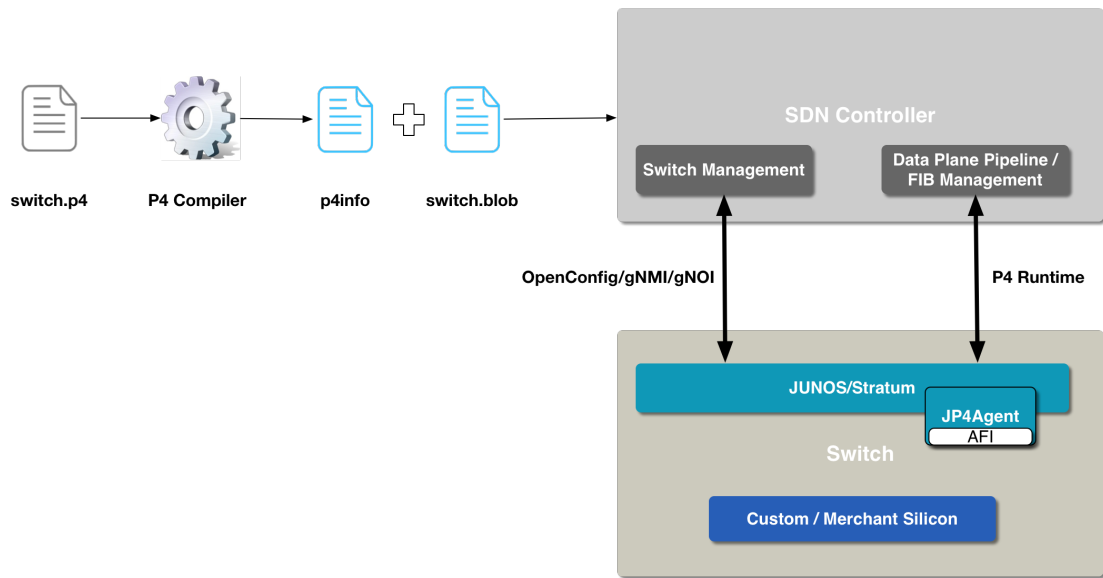 SDN Controller
Switch Management
Data Plane Pipeline /
FIB Management
switch.p4
P4 Compiler
p4info
switch.blob
OpenConfig/gNMI/gNOI
P4 Runtime
JUNOS/Stratum
JP4Agent
AFI
Switch
Custom / Merchant Silicon